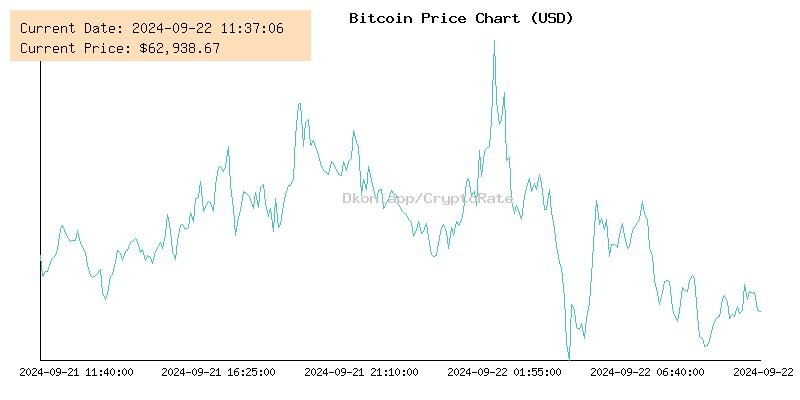 Bitcoin Price Chart (USD)
Current Date: 2024-09-22 11:37:06
Current Price: $62,938.67
Dkon.app/CryptoRate
2024-09-21 11:40:00 2024-09-21 16:25:00 2024-09-21 21:10:00 2024-09-22 01:55:00 2024-09-22 06:40:00 2024-09-22